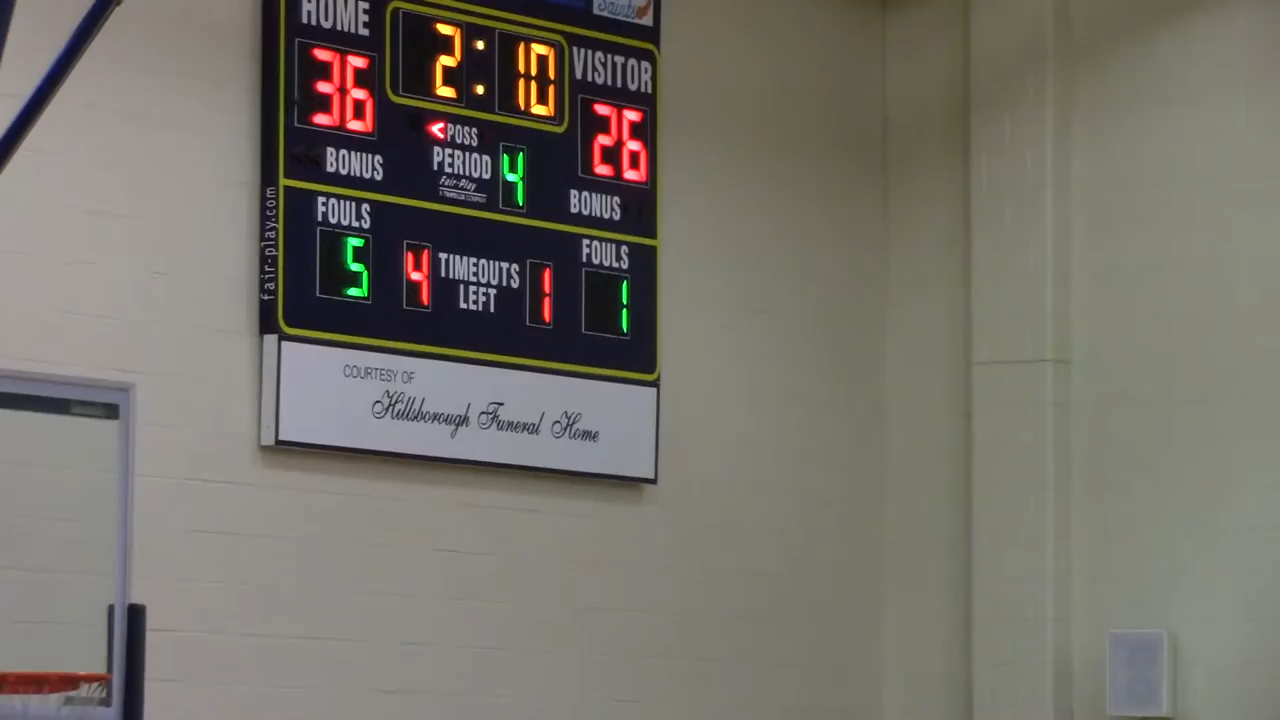 Saints
HOME
2:10
VISITOR
36
26
<POSS
PERIOD 4
Fair-Play
BONUS
BONUS
FOULS
FOULS
5
4 TIMEOUTS LEFT 1
1
fair-play.com
COURTESY OF
Hillsborough Funeral Home